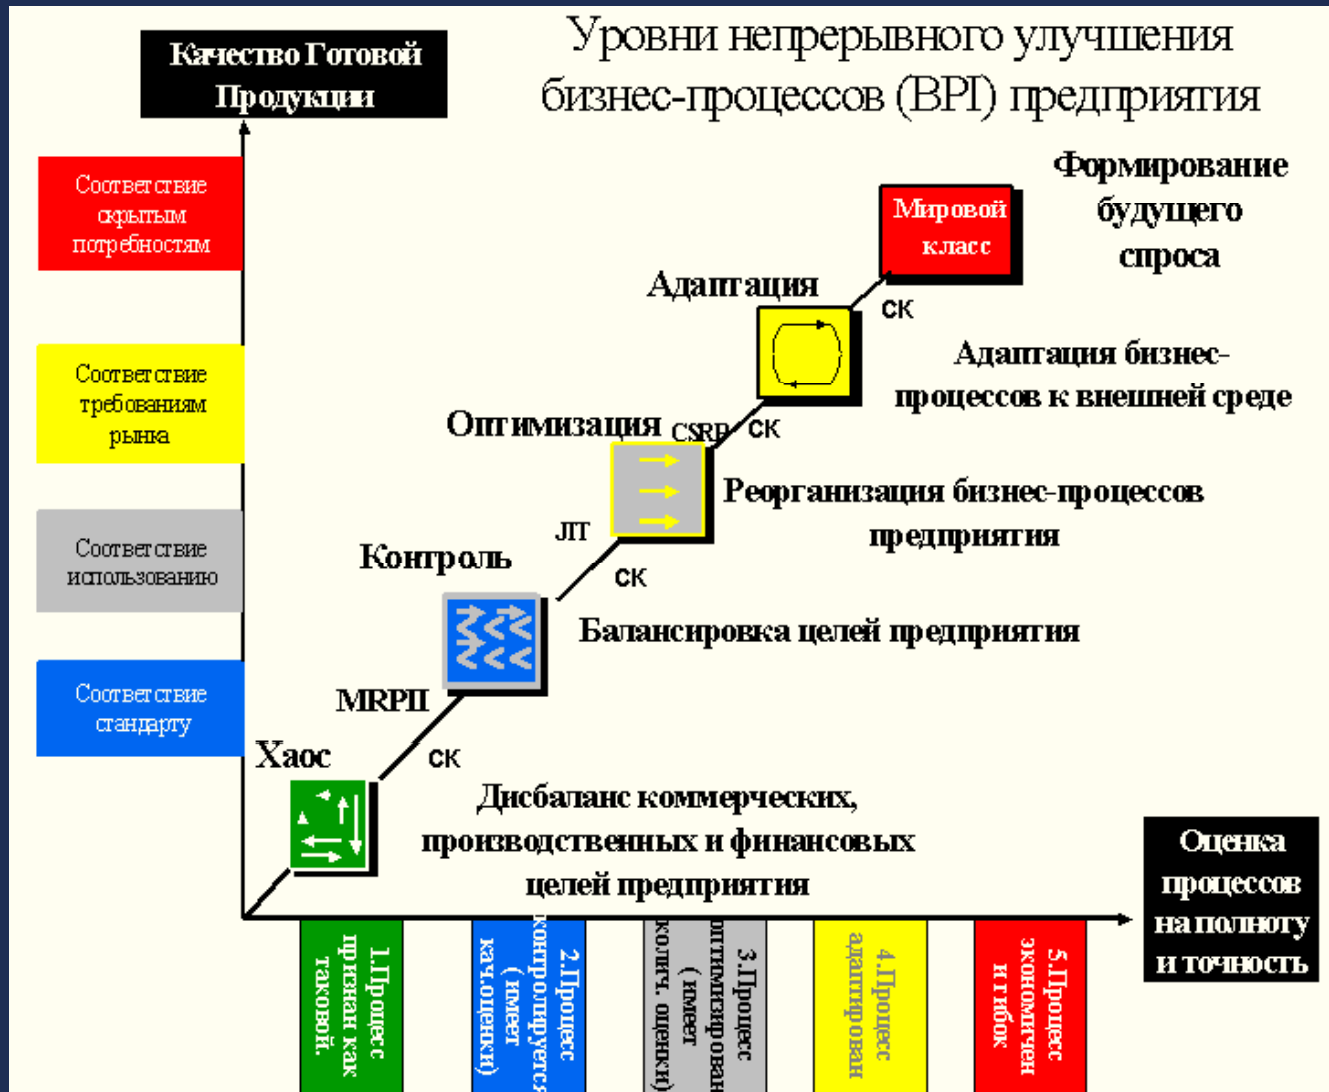 Уровни непрерывного улучшения
бизнес-процессов (BPI) предприятия
Качество Готовой
Продукции
Соответствие
скрытым
потребностям
Соответствие
требованиям
рынка
Соответствие
использованию
Соответствие
стандарту
Мировой
класс
Формирование
будущего
спроса
СК
Адаптация
Адаптация бизнес-
процессов к внешней среде
СК
Оптимизация
CSRP
Реорганизация бизнес-процессов
предприятия
JIT
СК
Контроль
Балансировка целей предприятия
MRPII
СК
Хаос
Дисбаланс коммерческих,
производственных и финансовых
целей предприятия
Оценка
процессов
на полноту
и точность
1.Процесс
признан как
таковой.
2.Процесс
контролируется
(имеет
кач.оценки)
3.Процесс
оптимизирован
(имеет
колич. оценки)
4.Процесс
адаптирован
5.Процесс
экономичен
и гибок